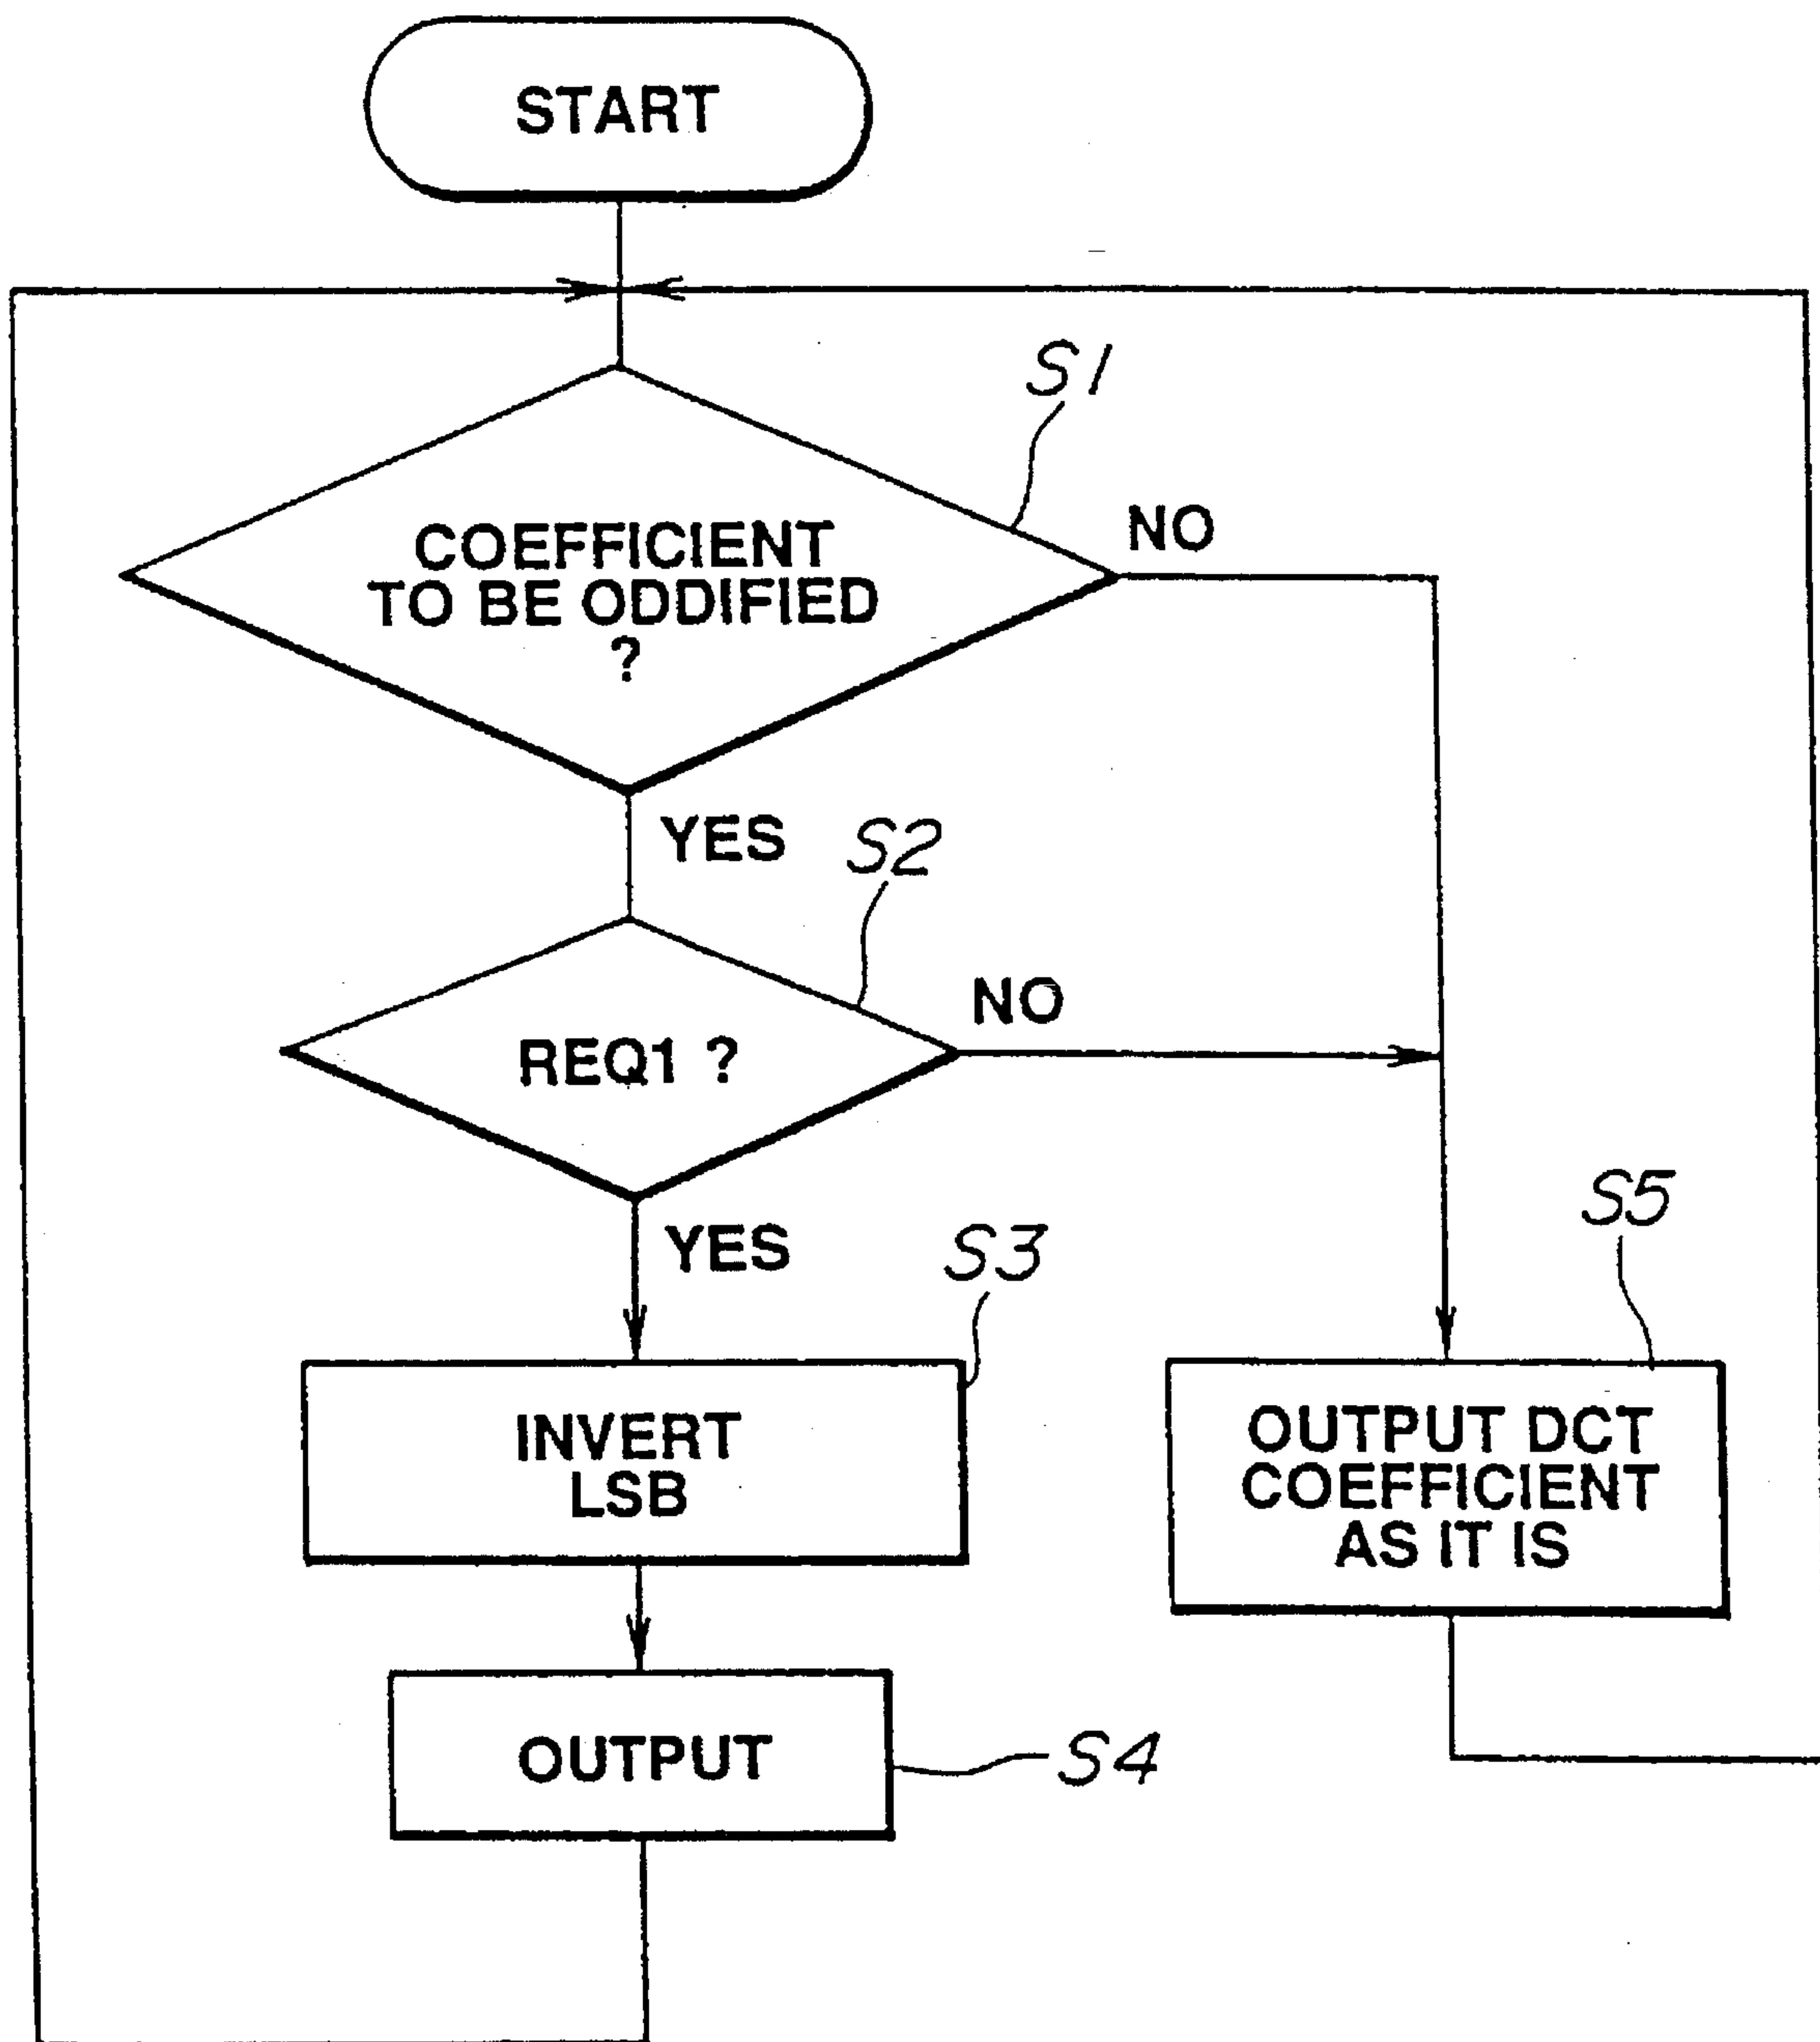 START
S1
COEFFICIENT
TO BE ODDIFIED
?
NO
YES
S2
REQ1 ?
NO
YES
S3
INVERT
LSB
S5
OUTPUT DCT
COEFFICIENT
AS IT IS
OUTPUT
S4